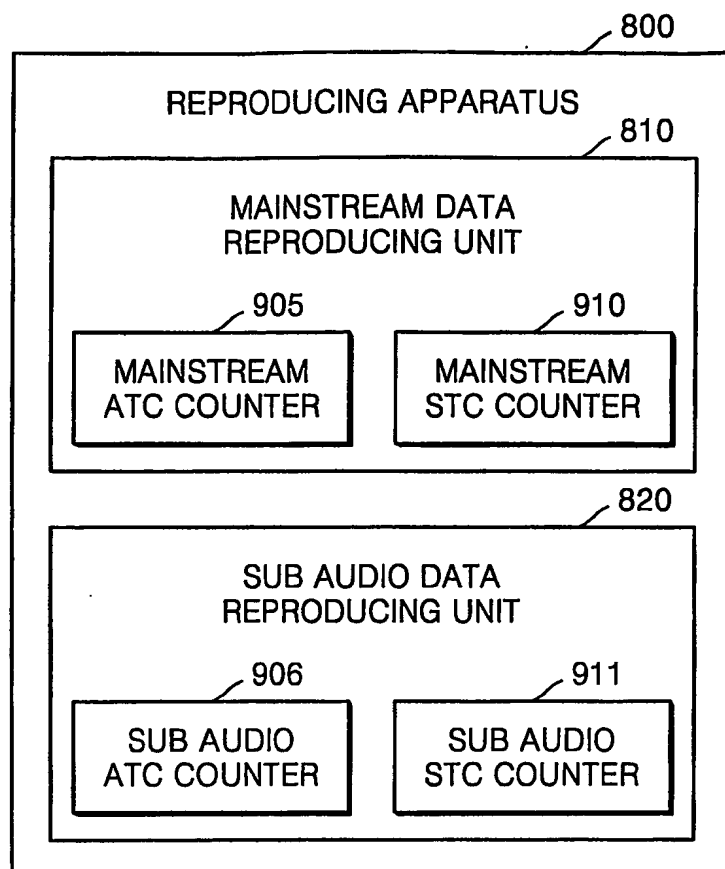 800
REPRODUCING APPARATUS
810
MAINSTREAM DATA
REPRODUCING UNIT
905
910
MAINSTREAM
ATC COUNTER
MAINSTREAM
STC COUNTER
820
SUB AUDIO DATA
REPRODUCING UNIT
906
911
SUB AUDIO
ATC COUNTER
SUB AUDIO
STC COUNTER